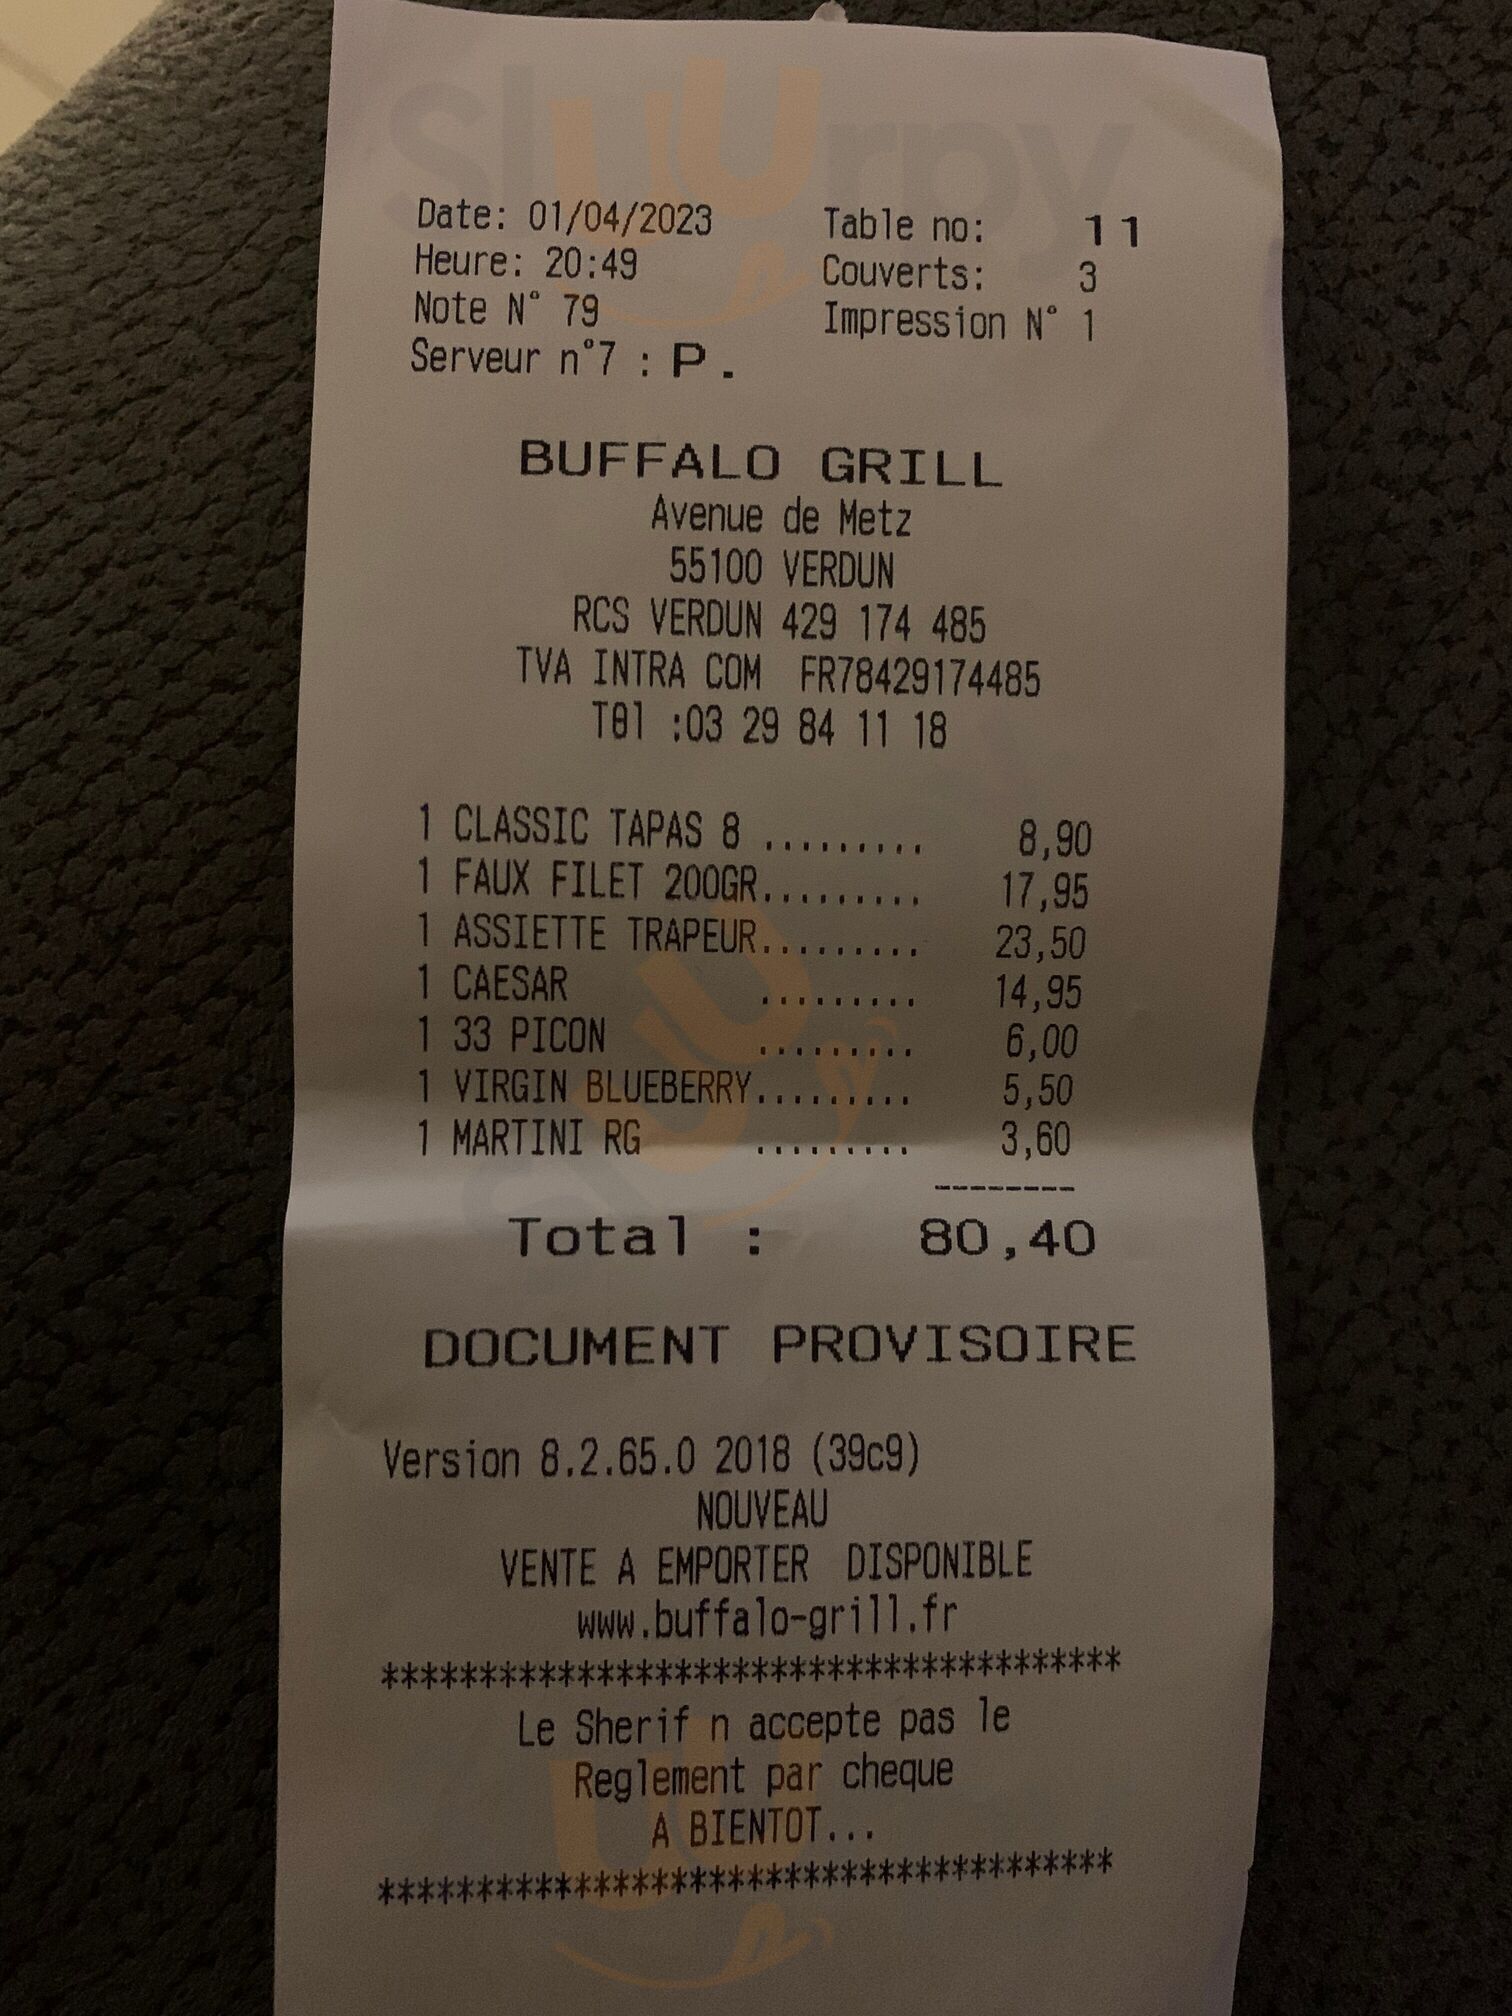 Sluurpy
Date: 01/04/2023 Table no: 11
Heure: 20:49 Couverts: 3
Note N° 79 Impression N° 1
Serveur n°7 : P.
BUFFALO GRILL
Avenue de Metz
55100 VERDUN
RCS VERDUN 429 174 485
TVA INTRA COM FR78429174485
Tél :03 29 84 11 18
1 CLASSIC TAPAS 8 ......... 8,90
1 FAUX FILET 200GR......... 17,95
1 ASSIETTE TRAPEUR......... 23,50
1 CAESAR ......... 14,95
1 33 PICON ......... 6,00
1 VIRGIN BLUEBERRY......... 5,50
1 MARTINI RG ......... 3,60
--------
Total : 80,40
DOCUMENT PROVISOIRE
Version 8.2.65.0 2018 (39c9)
NOUVEAU
VENTE A EMPORTER DISPONIBLE
www.buffalo-grill.fr
**************************************
Le Sherif n accepte pas le
Reglement par cheque
A BIENTOT...
**************************************